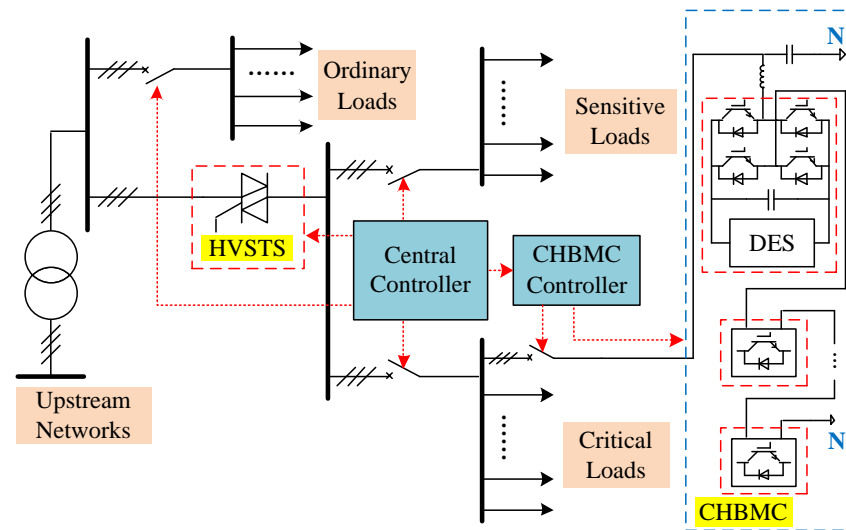 N
Ordinary
Loads
Sensitive
Loads
HVSTS
Central
Controller
CHBMC
Controller
DES
Upstream
Networks
Critical
Loads
N
CHBMC